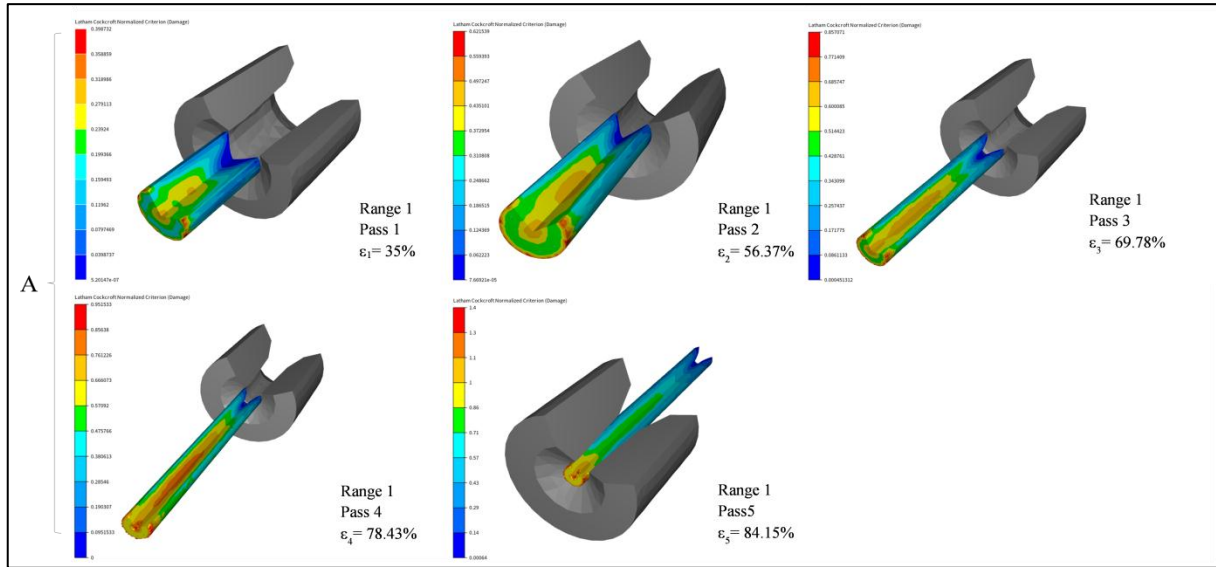 A
Latham Cockcroft Normalized Criterion (Damage)
0.398732
0.358859
0.318986
0.279113
0.23924
0.199366
0.159493
0.11962
0.0797469
0.0398737
5.20147e-07
Range 1
Pass 1
ε₁= 35%
Latham Cockcroft Normalized Criterion (Damage)
0.621539
0.559393
0.497247
0.435101
0.372954
0.310808
0.248662
0.186515
0.124369
0.062223
7.66921e-05
Range 1
Pass 2
ε₂= 56.37%
Latham Cockcroft Normalized Criterion (Damage)
0.857071
0.771409
0.685747
0.600085
0.514423
0.428761
0.343099
0.257437
0.171775
0.0861133
0.000451312
Range 1
Pass 3
ε₃= 69.78%
Latham Cockcroft Normalized Criterion (Damage)
0.951533
0.85638
0.761226
0.666073
0.57092
0.475766
0.380613
0.28546
0.190307
0.0951533
0
Range 1
Pass 4
ε₄= 78.43%
Latham Cockcroft Normalized Criterion (Damage)
1.4
1.3
1.1
1
0.86
0.71
0.57
0.43
0.29
0.14
0.00064
Range 1
Pass5
ε₅= 84.15%